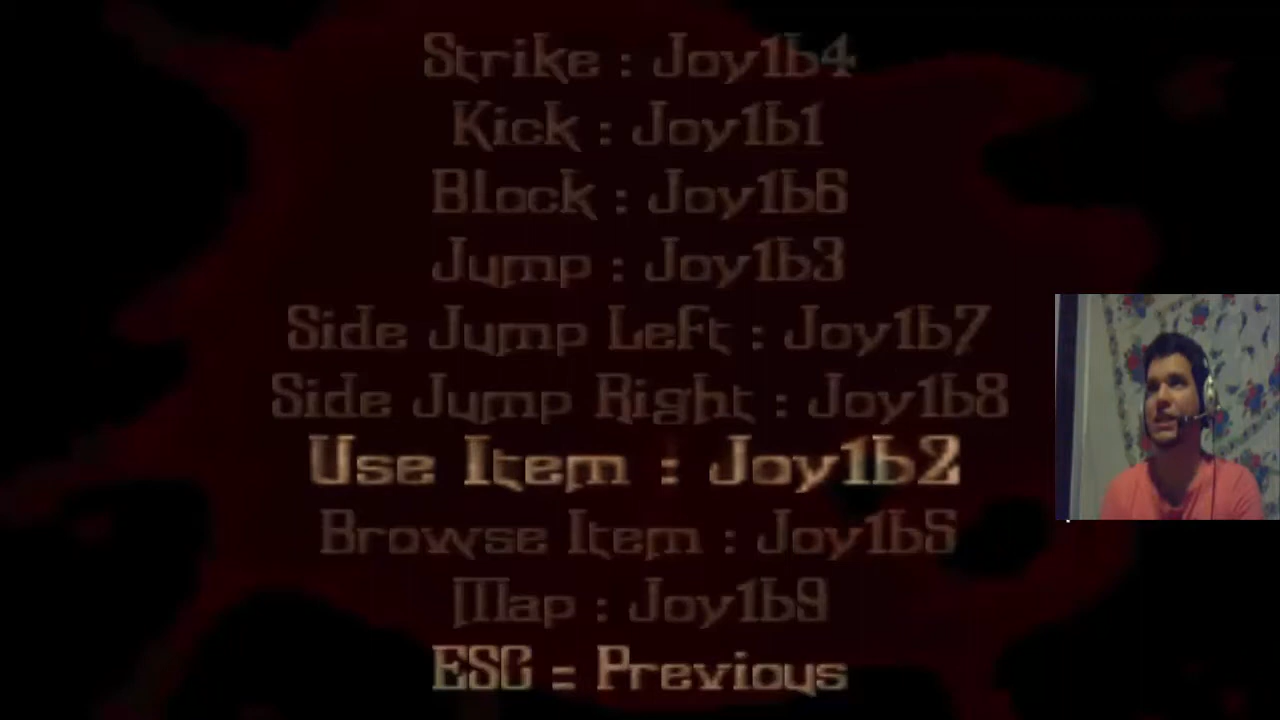 Strike : Joy1b4
Kick : Joy1b1
Block : Joy1b6
Jump : Joy1b3
Side Jump Left : Joy1b7
Side Jump Right : Joy1b8
Use Item : Joy1b2
Browse Item : Joy1b5
Map : Joy1b9
ESC = Previous